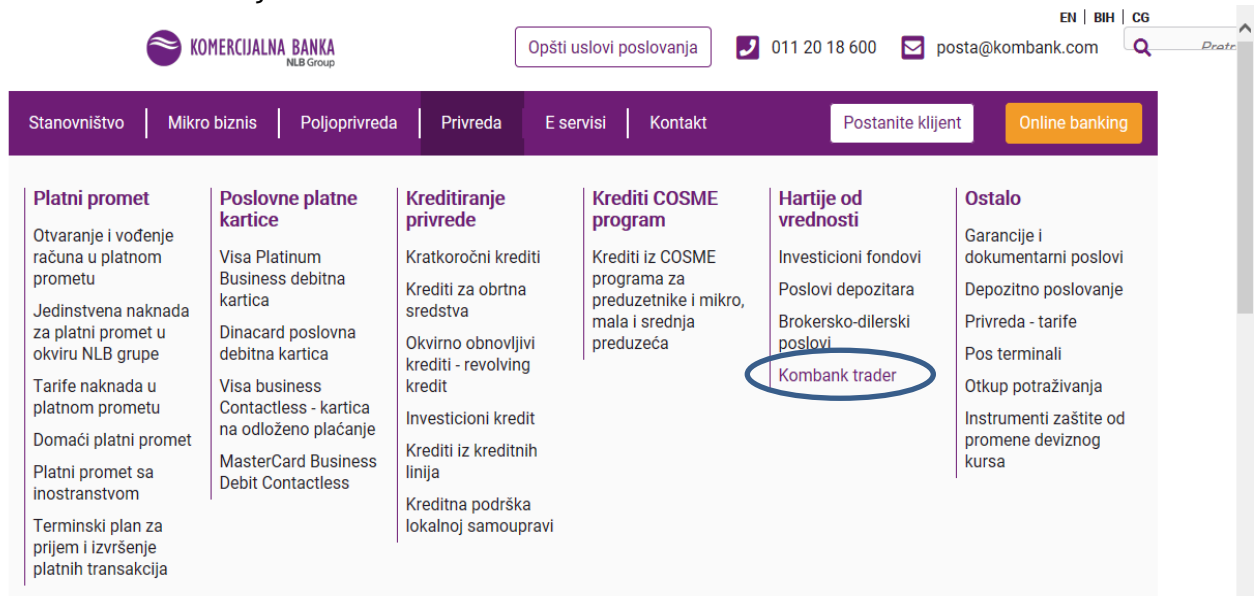 EN | BIH | CG
KOMERCIJALNA BANKA
NLB Group
Opšti uslovi poslovanja
011 20 18 600
posta@kombank.com
Stanovništvo
Mikro biznis
Poljoprivreda
Privreda
E servisi
Kontakt
Postanite klijent
Online banking
Platni promet
Otvaranje i vođenje
računa u platnom
prometu
Jedinstvena naknada
za platni promet u
okviru NLB grupe
Tarife naknada u
platnom prometu
Domaći platni promet
Platni promet sa
inostranstvom
Terminski plan za
prijem i izvršenje
platnih transakcija
Poslovne platne
kartice
Visa Platinum
Business debitna
kartica
Dinacard poslovna
debitna kartica
Visa business
Contactless - kartica
na odloženo plaćanje
MasterCard Business
Debit Contactless
Kreditiranje
privrede
Kratkoročni krediti
Krediti za obrtna
sredstva
Okvirno obnovljivi
krediti - revolving
kredit
Investicioni kredit
Krediti iz kreditnih
linija
Kreditna podrška
lokalnoj samoupravi
Krediti COSME
program
Krediti iz COSME
programa za
preduzetnike i mikro,
mala i srednja
preduzeća
Hartije od
vrednosti
Investicioni fondovi
Poslovi depozitara
Brokersko-dilerski
poslovi
Kombank trader
Ostalo
Garancije i
dokumentarni poslovi
Depozitno poslovanje
Privreda - tarife
Pos terminali
Otkup potraživanja
Instrumenti zaštite od
promene deviznog
kursa